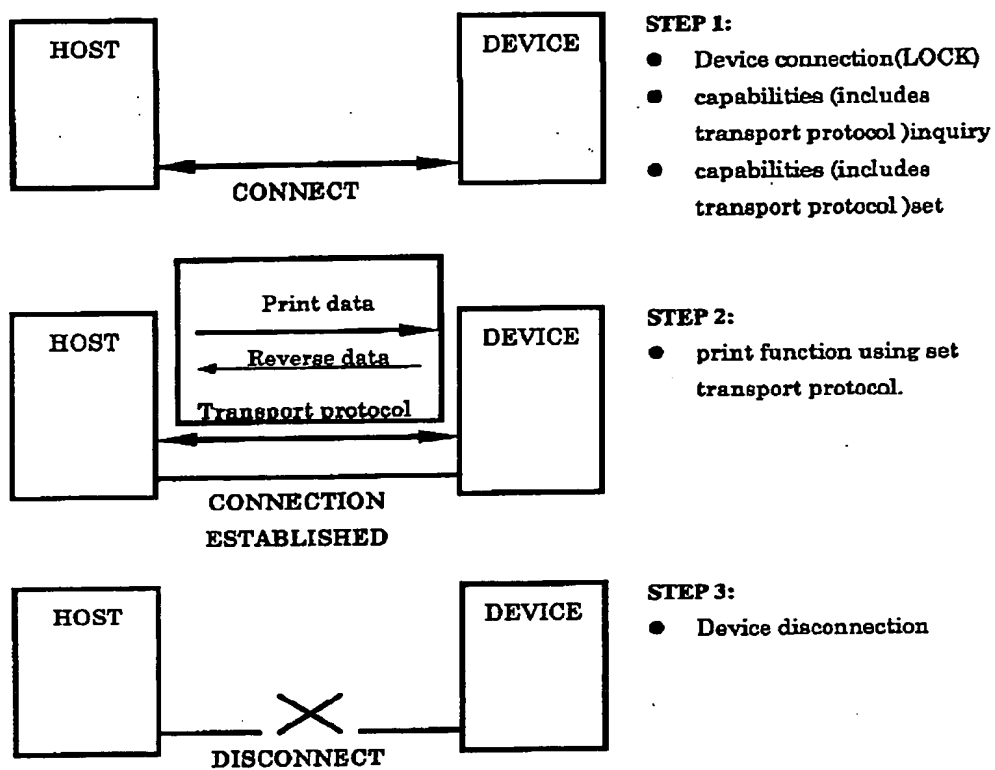 HOST
DEVICE
CONNECT
STEP 1:
● Device connection(LOCK)
● capabilities (includes
transport protocol )inquiry
● capabilities (includes
transport protocol )set
HOST
Print data
Reverse data
Transport protocol
DEVICE
CONNECTION
ESTABLISHED
STEP 2:
● print function using set
transport protocol.
HOST
DEVICE
DISCONNECT
STEP 3:
● Device disconnection